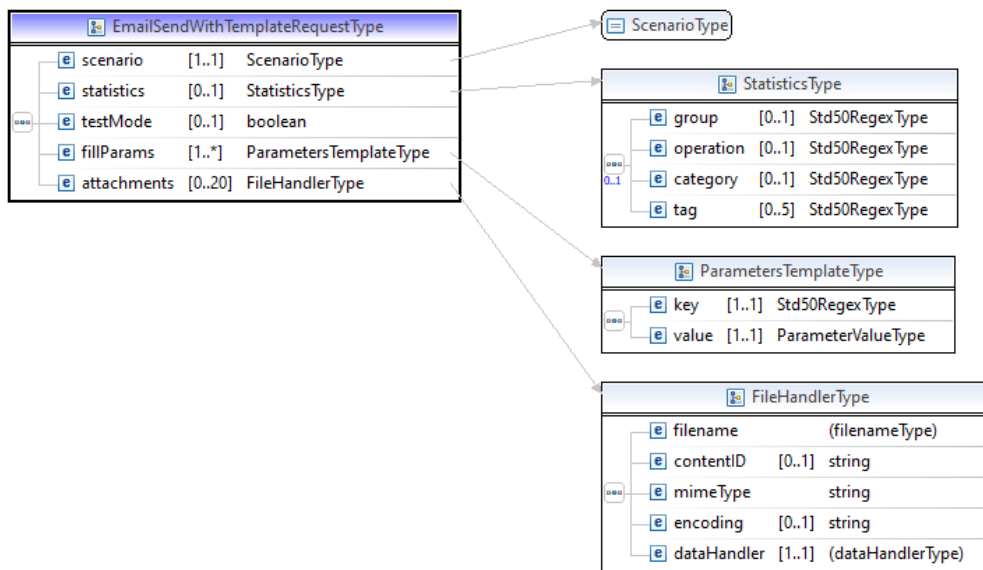 EmailSendWithTemplateRequestType
scenario [1..1] ScenarioType
statistics [0..1] StatisticsType
testMode [0..1] boolean
fillParams [1..*] ParametersTemplateType
attachments [0..20] FileHandlerType
ScenarioType
StatisticsType
group [0..1] Std50RegexType
operation [0..1] Std50RegexType
category [0..1] Std50RegexType
0..1
tag [0..5] Std50RegexType
ParametersTemplateType
key [1..1] Std50RegexType
value [1..1] ParameterValueType
FileHandlerType
filename (filenameType)
contentID [0..1] string
mimeType string
encoding [0..1] string
dataHandler [1..1] (dataHandlerType)